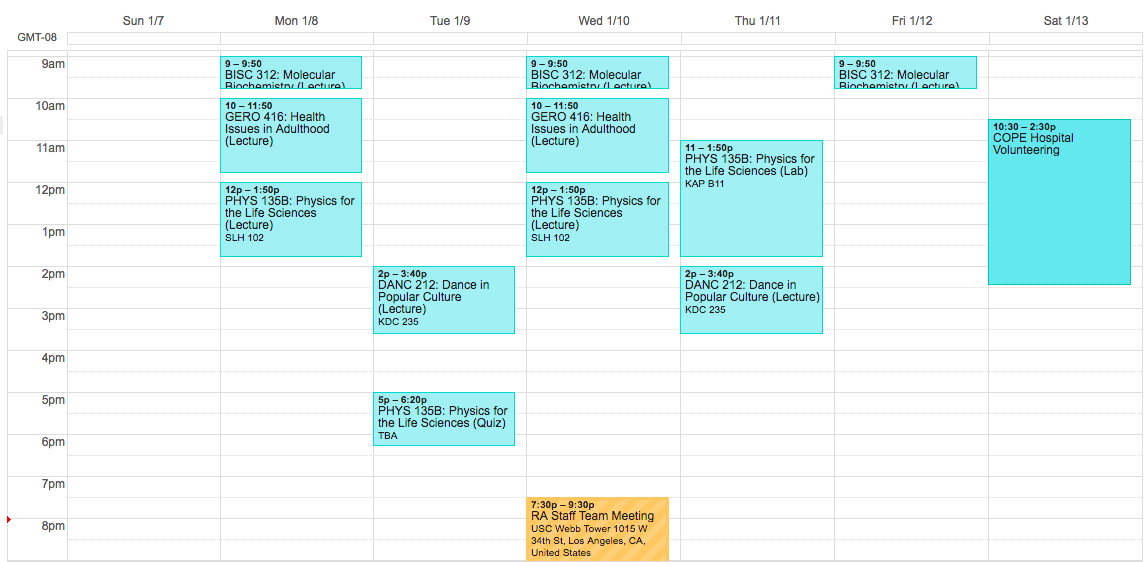 Sun 1/7
Mon 1/8
Tue 1/9
Wed 1/10
Thu 1/11
Fri 1/12
Sat 1/13
GMT-08
9am
10am
11am
12pm
1pm
2pm
3pm
4pm
5pm
6pm
7pm
8pm
9 – 9:50
BISC 312: Molecular
Biochemistry (Lecture)
10 – 11:50
GERO 416: Health
Issues in Adulthood
(Lecture)
12p – 1:50p
PHYS 135B: Physics for
the Life Sciences
(Lecture)
SLH 102
2p – 3:40p
DANC 212: Dance in
Popular Culture
(Lecture)
KDC 235
5p – 6:20p
PHYS 135B: Physics for
the Life Sciences (Quiz)
TBA
9 – 9:50
BISC 312: Molecular
Biochemistry (Lecture)
10 – 11:50
GERO 416: Health
Issues in Adulthood
(Lecture)
12p – 1:50p
PHYS 135B: Physics for
the Life Sciences
(Lecture)
SLH 102
7:30p – 9:30p
RA Staff Team Meeting
USC Webb Tower 1015 W
34th St, Los Angeles, CA,
United States
11 – 1:50p
PHYS 135B: Physics for
the Life Sciences (Lab)
KAP B11
2p – 3:40p
DANC 212: Dance in
Popular Culture (Lecture)
KDC 235
9 – 9:50
BISC 312: Molecular
Biochemistry (Lecture)
10:30 – 2:30p
COPE Hospital
Volunteering